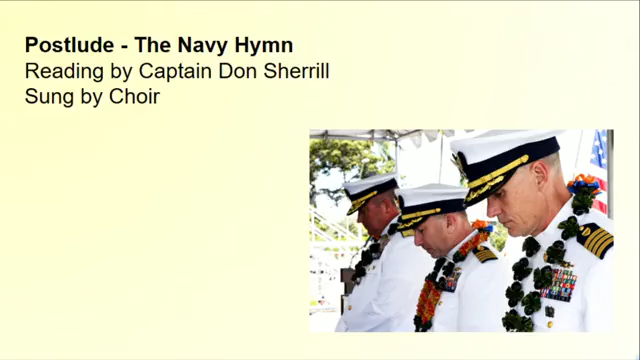 Postlude - The Navy Hymn
Reading by Captain Don Sherrill
Sung by Choir